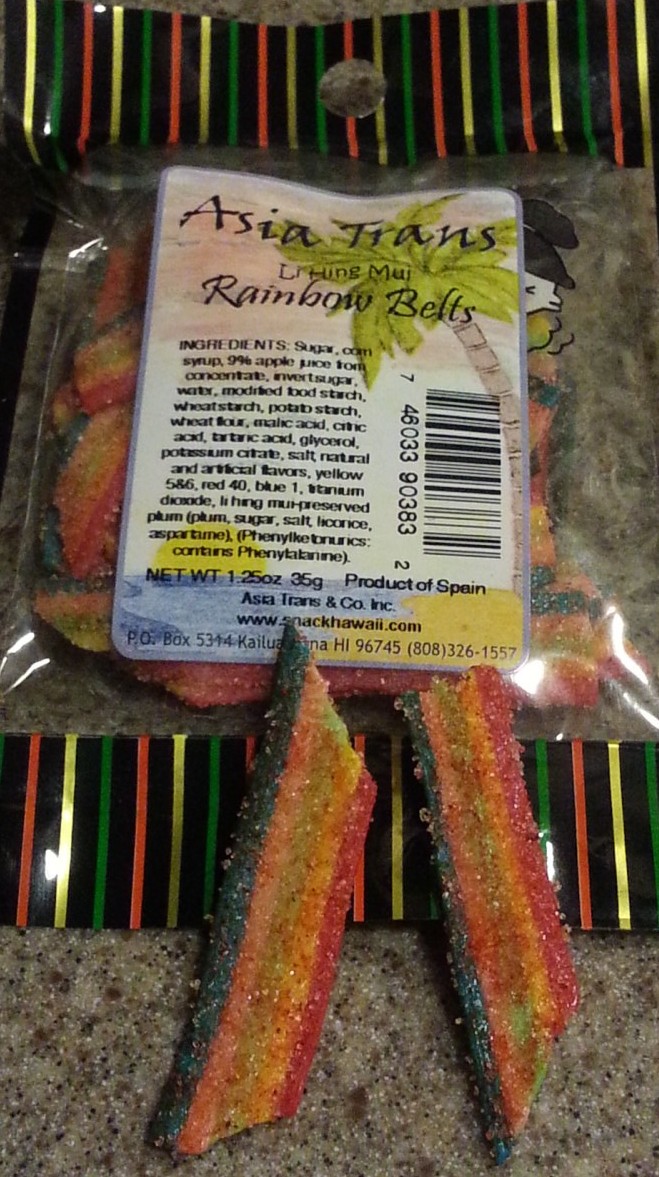 Asia Trans
Li Hing Mui
Rainbow Belts
INGREDIENTS: Sugar, corn
syrup, 9% apple juice from
concentrate, invert sugar,
water, modified food starch,
wheat starch, potato starch,
wheat flour, malic acid, citric
acid, tartaric acid, glycerol,
potassium citrate, salt, natural
and artificial flavors, yellow
5&6, red 40, blue 1, titanium
dioxide, li hing mui-preserved
plum (plum, sugar, salt, licorice,
aspartame), (Phenylketonurics:
contains Phenylalanine).
7 46033 90383 2
NET WT 1.25oz 35g Product of Spain
Asia Trans & Co. Inc.
www.snackhawaii.com
P.O. Box 5314 Kailua na HI 96745 (808)326-1557